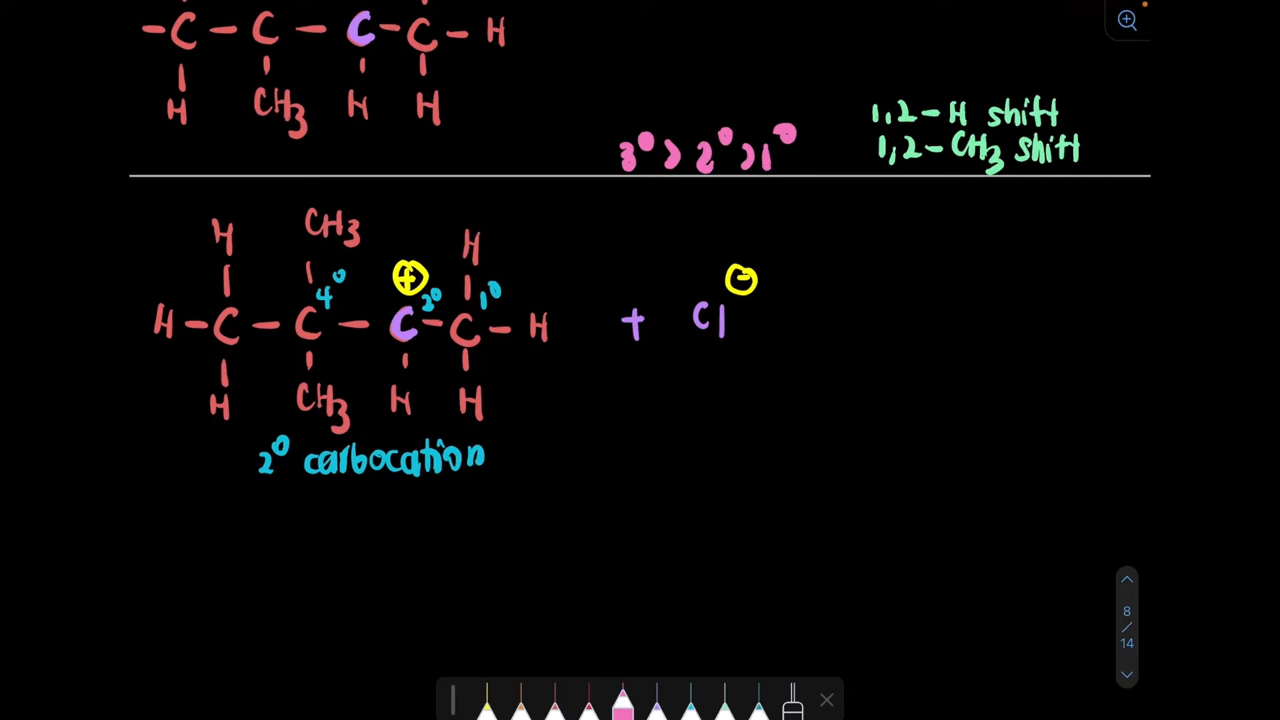 – C – C – C – C – H
H CH3 H H
1,2 – H shift
1,2 – CH3 shift
3° > 2° > 1°
H CH3 H
4° + 2° 1° –
H – C – C – C – C – H + Cl
H CH3 H H
2° carbocation
8
/
14